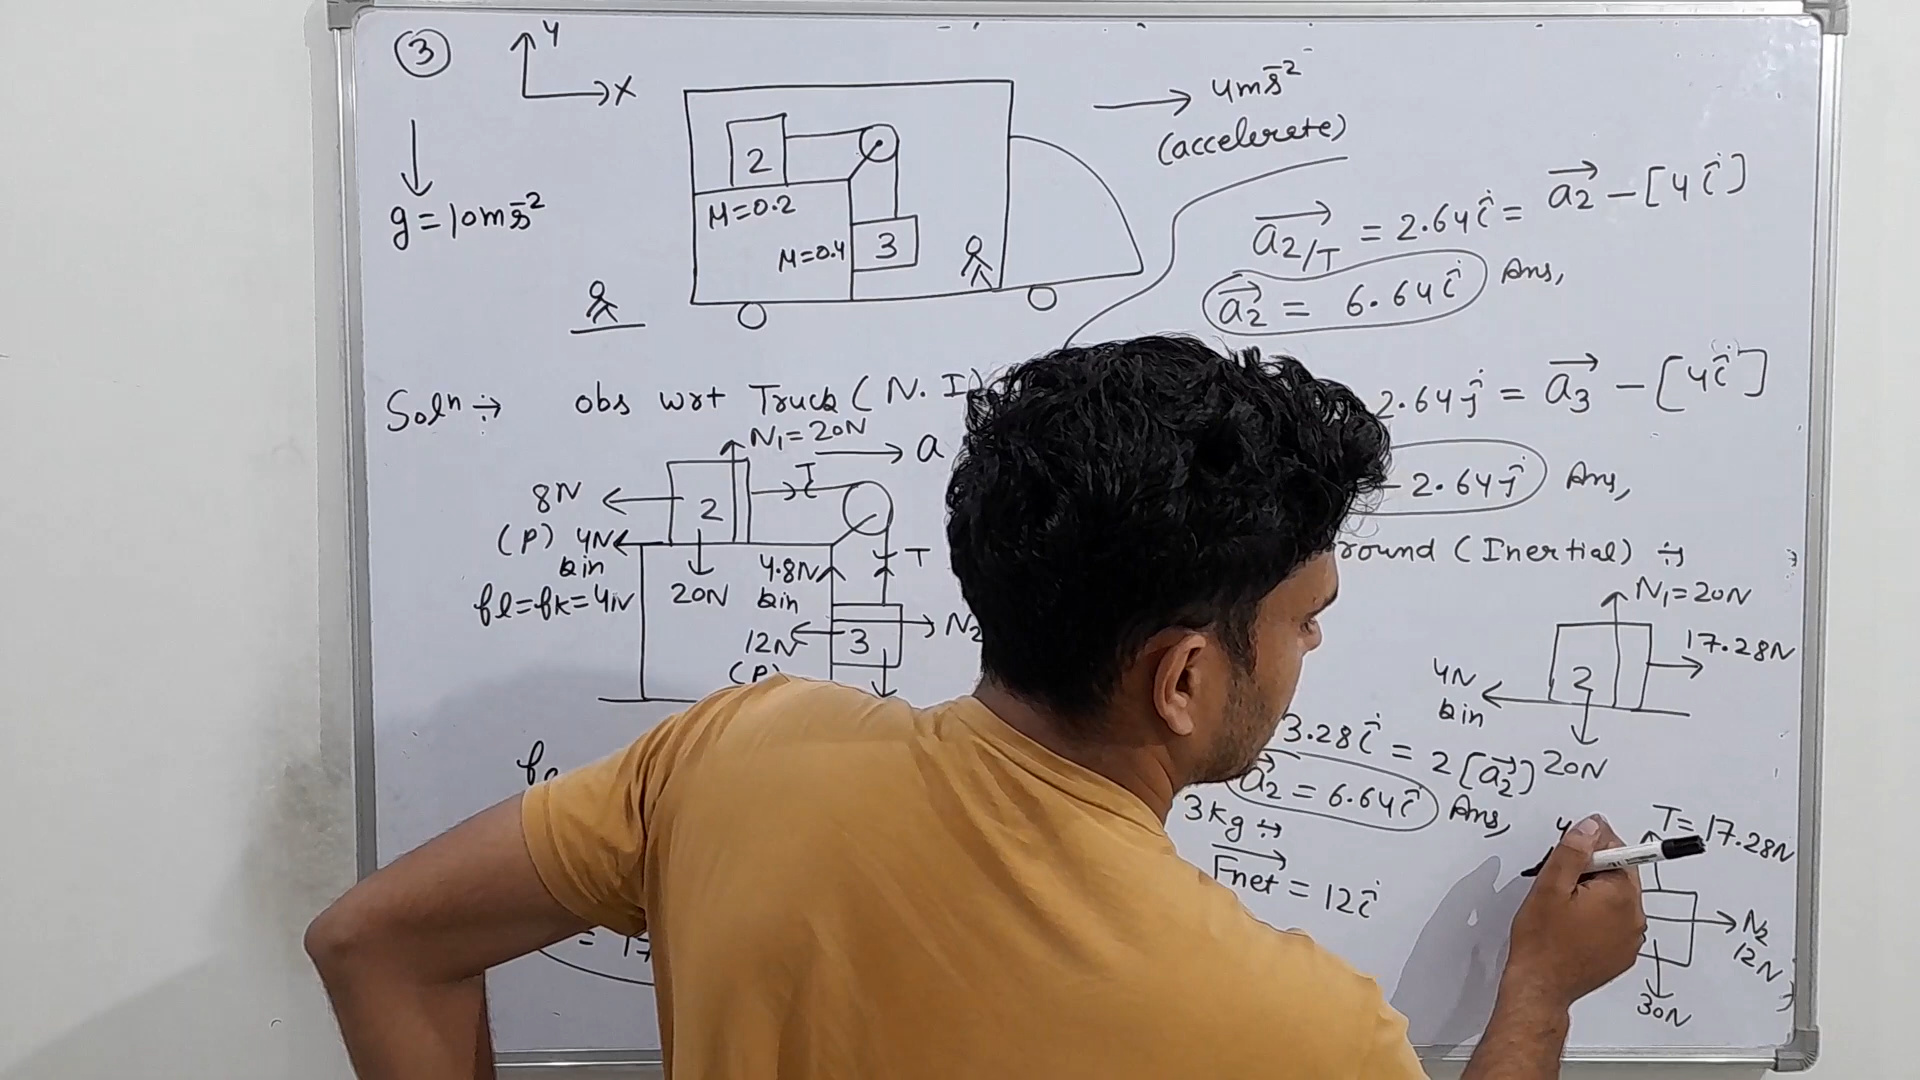 3
Y
X
g = 10ms⁻²
2
μ=0.2
μ=0.4
3
4ms⁻²
(accelerate)
a₂/T = 2.64î = a₂ - [4î]
a₂ = 6.64î Ans,
2.64ĵ = a₃ - [4î]
- 2.64ĵ Ans,
Solⁿ ÷ obs wrt Truck (N. I)
N₁ = 20N
a
8N
(P)
2
T
4N
kin
fl = fk = 4N
20N
4.8N
kin
T
12N
(P)
3
N₂
round (Inertial) ÷
N₁ = 20N
17.28N
4N
kin
2
20N
3.28î = 2[a₂]
a₂ = 6.64î Ans,
3kg ÷
Fnet = 12î
T = 17.28N
N₂
12N
30N
= 17